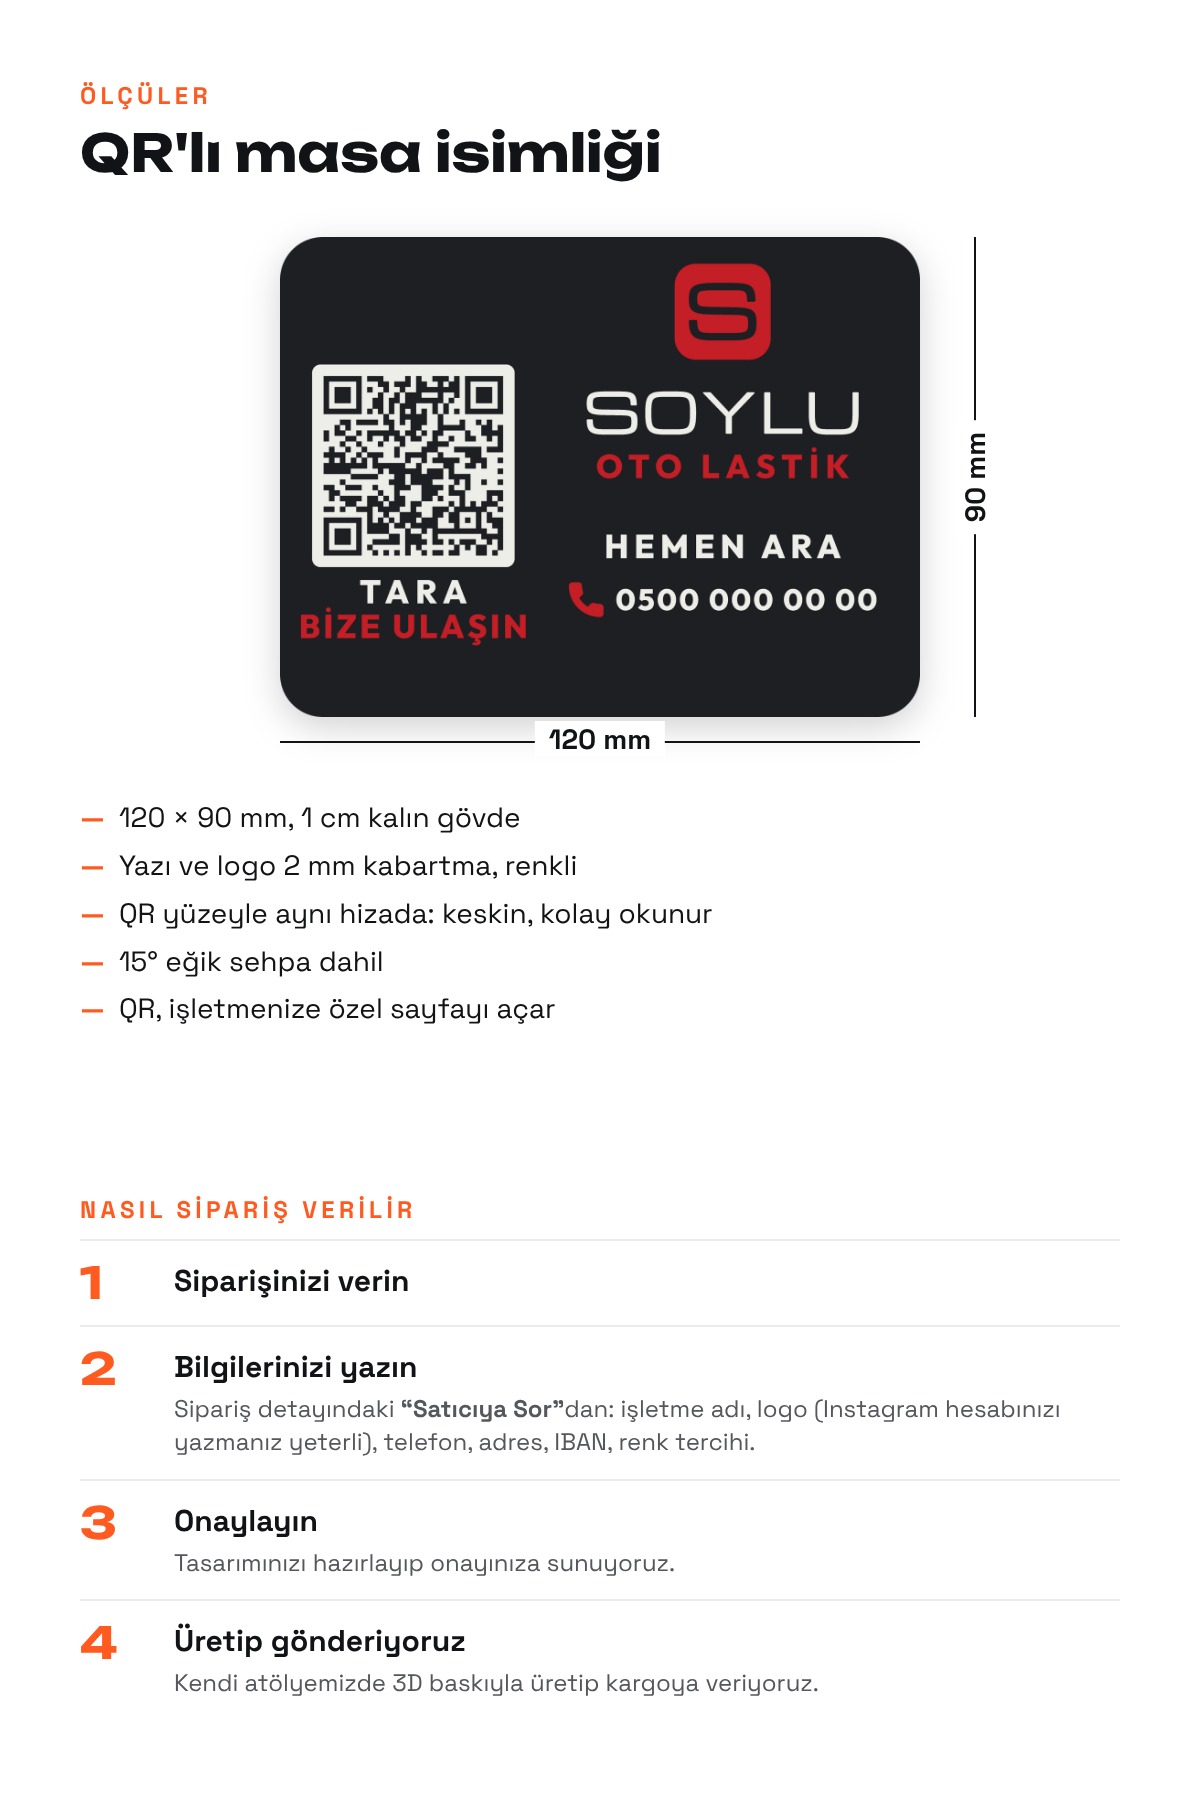 ÖLÇÜLER
QR'lı masa isimliği
S
SOYLU
OTO LASTİK
HEMEN ARA
0500 000 00 00
TARA
BİZE ULAŞIN
90 mm
120 mm
— 120 × 90 mm, 1 cm kalın gövde
— Yazı ve logo 2 mm kabartma, renkli
— QR yüzeyle aynı hizada: keskin, kolay okunur
— 15° eğik sehpa dahil
— QR, işletmenize özel sayfayı açar
NASIL SİPARİŞ VERİLİR
1 Siparişinizi verin
2 Bilgilerinizi yazın
Sipariş detayındaki “Satıcıya Sor”dan: işletme adı, logo (Instagram hesabınızı
yazmanız yeterli), telefon, adres, IBAN, renk tercihi.
3 Onaylayın
Tasarımınızı hazırlayıp onayınıza sunuyoruz.
4 Üretip gönderiyoruz
Kendi atölyemizde 3D baskıyla üretip kargoya veriyoruz.